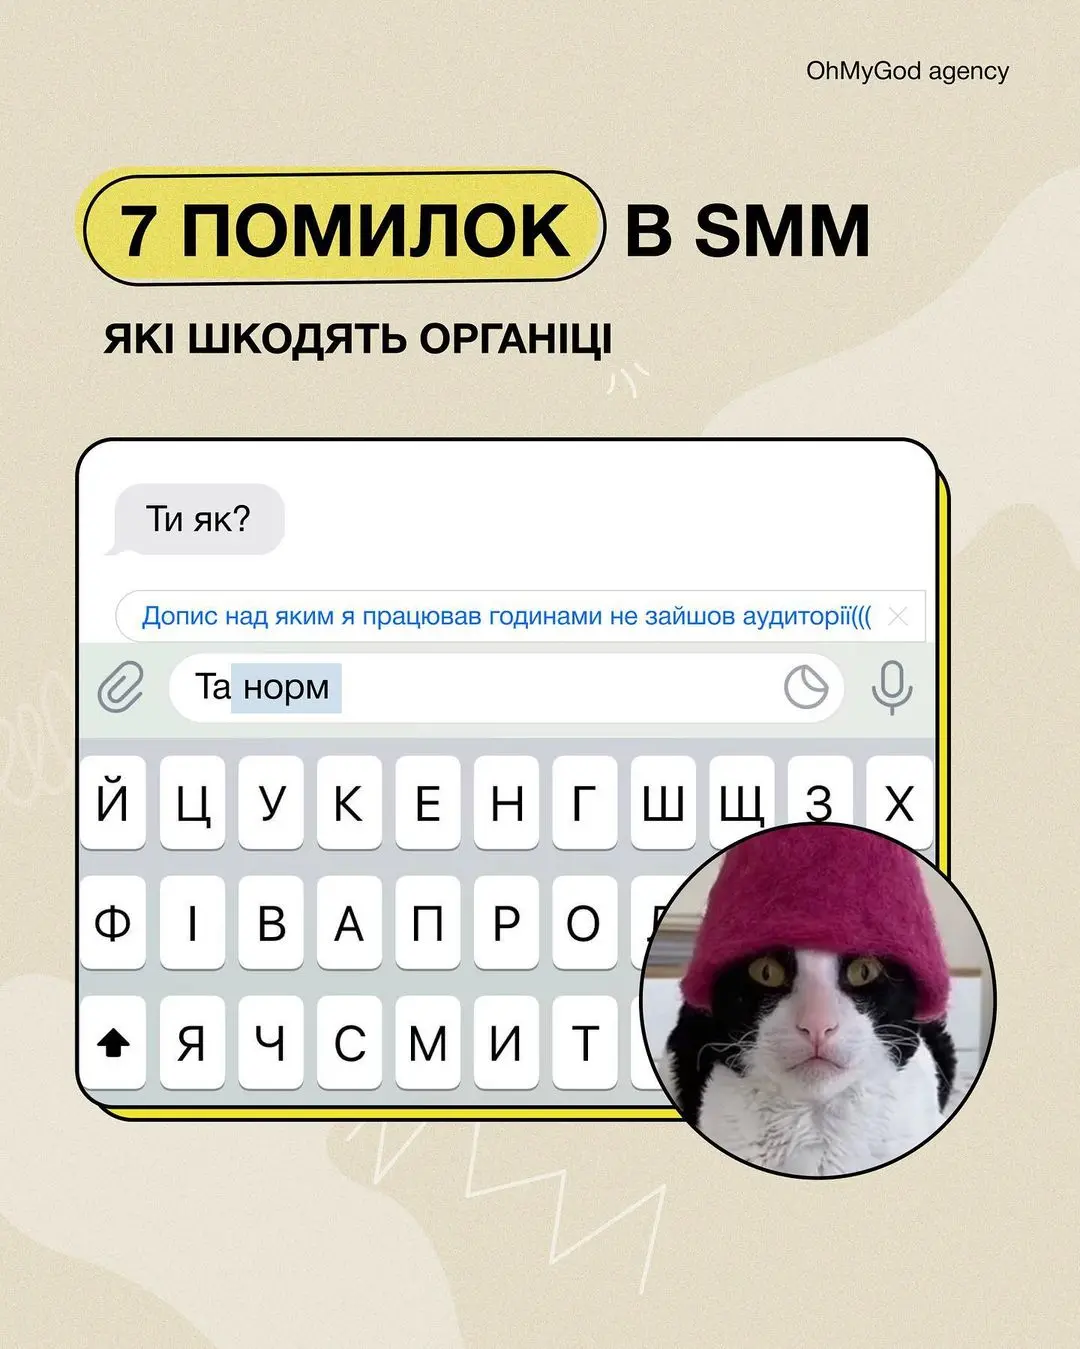 OhMyGod agency
7 ПОМИЛОК В SMM
ЯКІ ШКОДЯТЬ ОРГАНІЦІ
Ти як?
Допис над яким я працював годинами не зайшов аудиторії(((
Та норм
Й Ц У К Е Н Г Ш Щ З Х
Ф І В А П Р О
Я Ч С М И Т